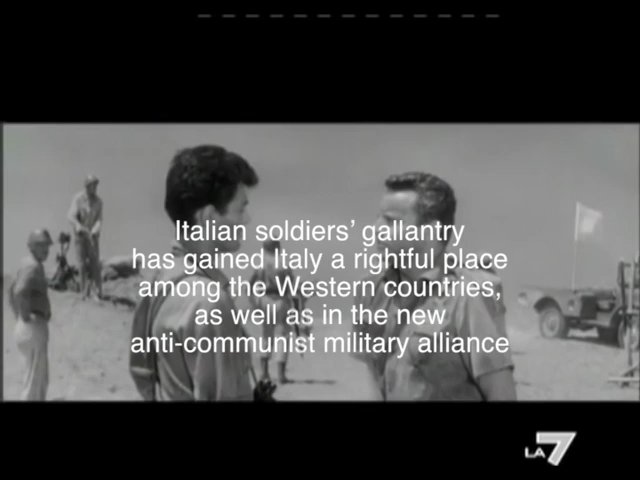 Italian soldiers' gallantry
has gained Italy a rightful place
among the Western countries,
as well as in the new
anti-communist military alliance
LA7